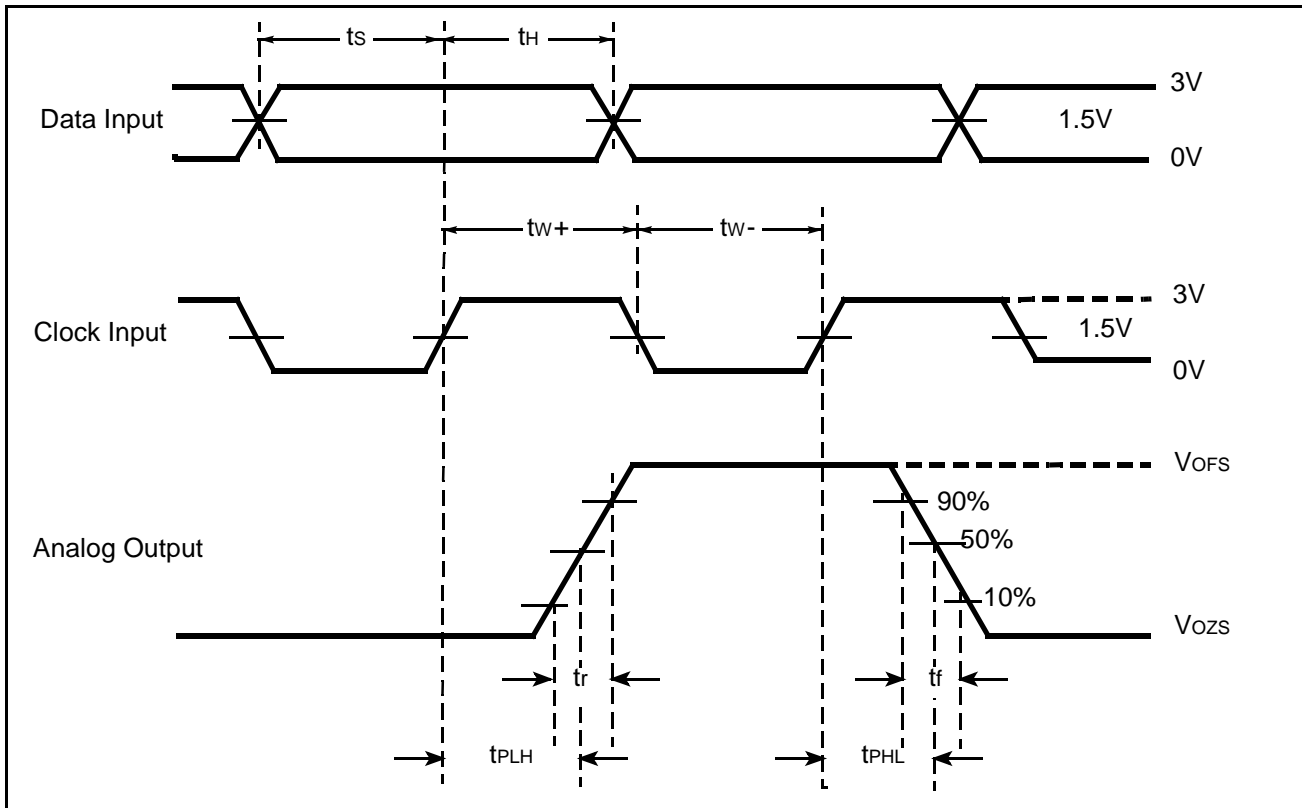 tS tH
3V
Data Input
1.5V
0V
tW+ tW-
3V
Clock Input
1.5V
0V
VOFS
90%
50%
Analog Output
10%
VOZS
tr tf
tPLH tPHL